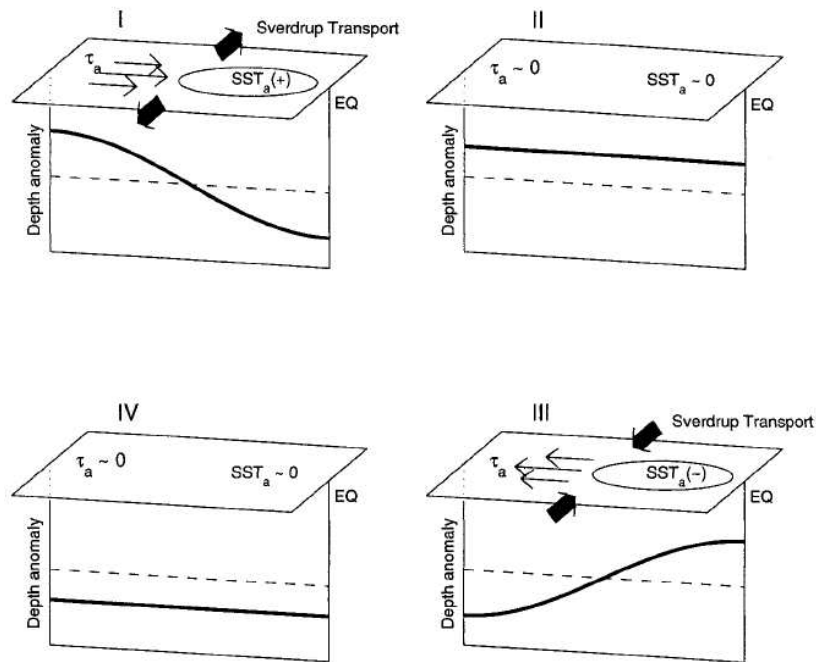 I
Sverdrup Transport
τa
SSTa(+)
EQ
Depth anomaly
II
τa ~ 0
SSTa ~ 0
EQ
Depth anomaly
IV
τa ~ 0
SSTa ~ 0
EQ
Depth anomaly
III
Sverdrup Transport
τa
SSTa(−)
EQ
Depth anomaly